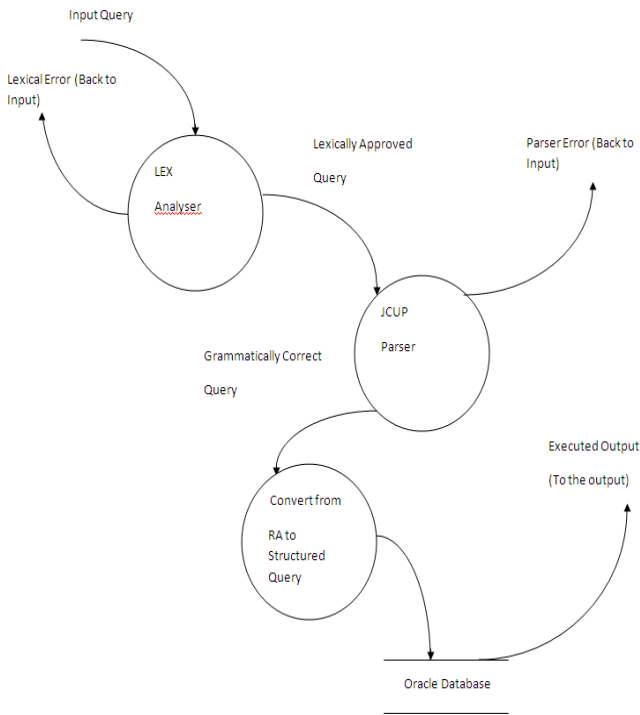 Input Query
Lexical Error (Back to
Input)
LEX
Analyser
Lexically Approved
Query
Parser Error (Back to
Input)
JCUP
Parser
Grammatically Correct
Query
Convert from
RA to
Structured
Query
Executed Output
(To the output)
Oracle Database